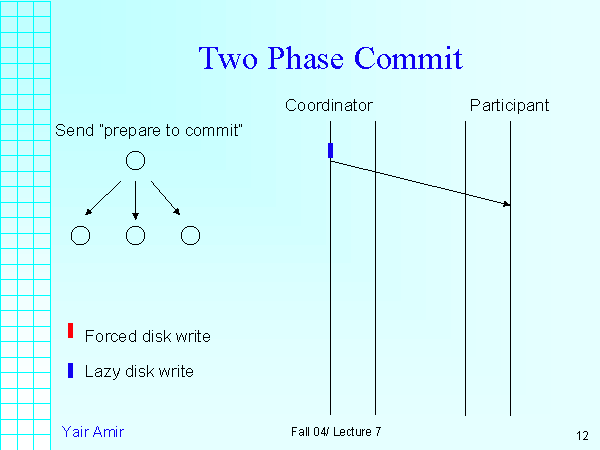 Two Phase Commit
Coordinator
Participant
Send "prepare to commit"
Forced disk write
Lazy disk write
Yair Amir
Fall 04/ Lecture 7
12